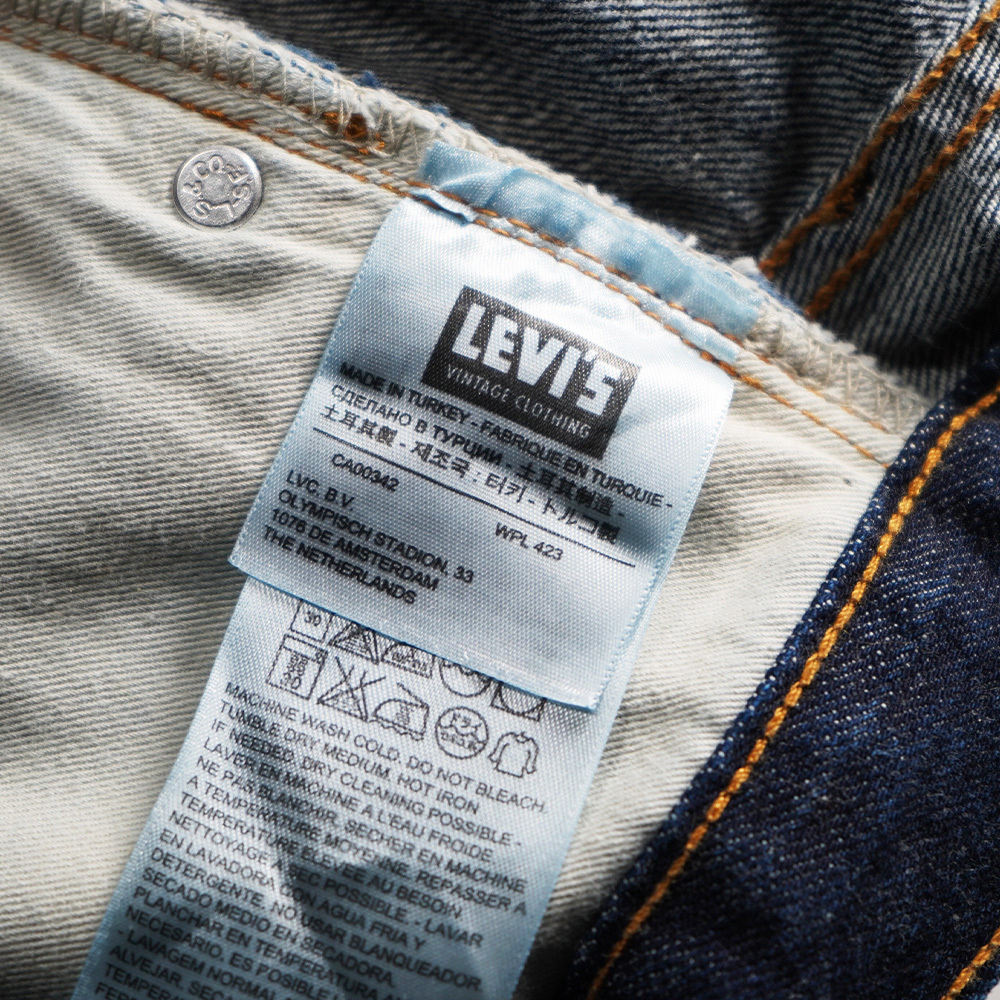 LEVI'S
VINTAGE CLOTHING
MADE IN TURKEY - FABRIQUE EN TURQUIE -
СДЕЛАНО В ТУРЦИИ - 土耳其制造 -
土耳其製 - 제조국 : 터키 - トルコ製
CA00342
WPL 423
LVC. B.V.
OLYMPISCH STADION, 33
1076 DE AMSTERDAM
THE NETHERLANDS
30
MACHINE WASH COLD. DO NOT BLEACH.
TUMBLE DRY MEDIUM. HOT IRON
IF NEEDED. DRY CLEANING POSSIBLE -
LAVER EN MACHINE A L'EAU FROIDE.
NE PAS BLANCHIR. SECHER EN MACHINE
A TEMPERATURE MOYENNE. REPASSER A
TEMPERATURE ELEVEE AU BESOIN.
NETTOYAGE SEC POSSIBLE. - LAVAR
EN LAVADORA CON AGUA FRIA Y
DETERGENTE. NO USAR BLANQUEADOR.
SECADO MEDIO EN SECADORA.
PLANCHAR EN TEMPERATURA
NECESARIO. ES POSIBLE
LAVAGEM NORMAL
ALVEJAR.